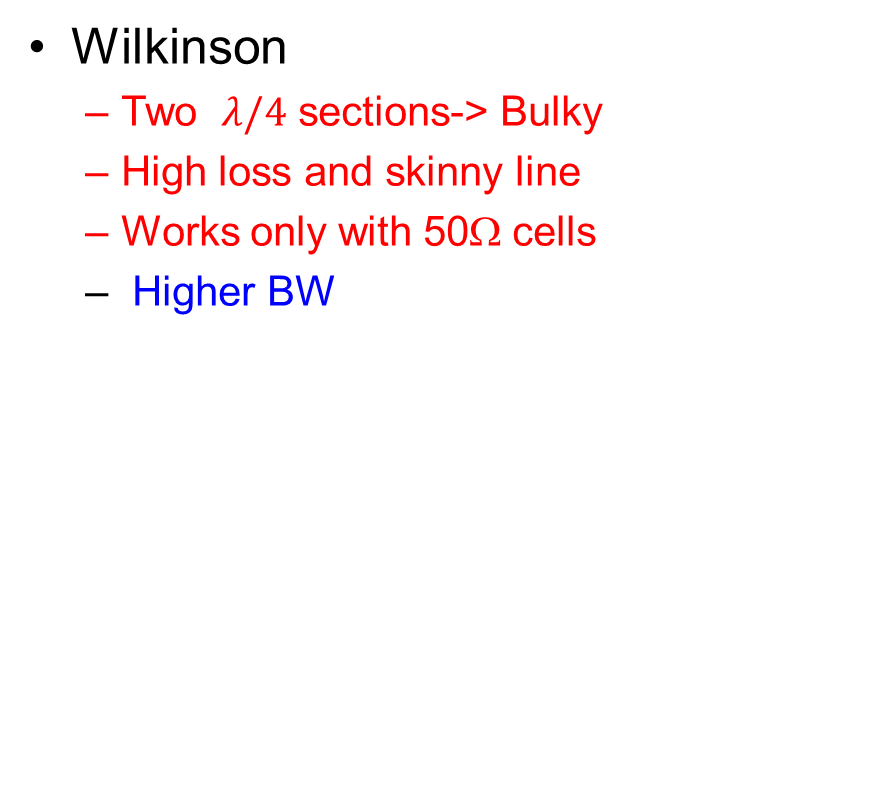 • Wilkinson
– Two 𝜆/4 sections-> Bulky
– High loss and skinny line
– Works only with 50Ω cells
– Higher BW